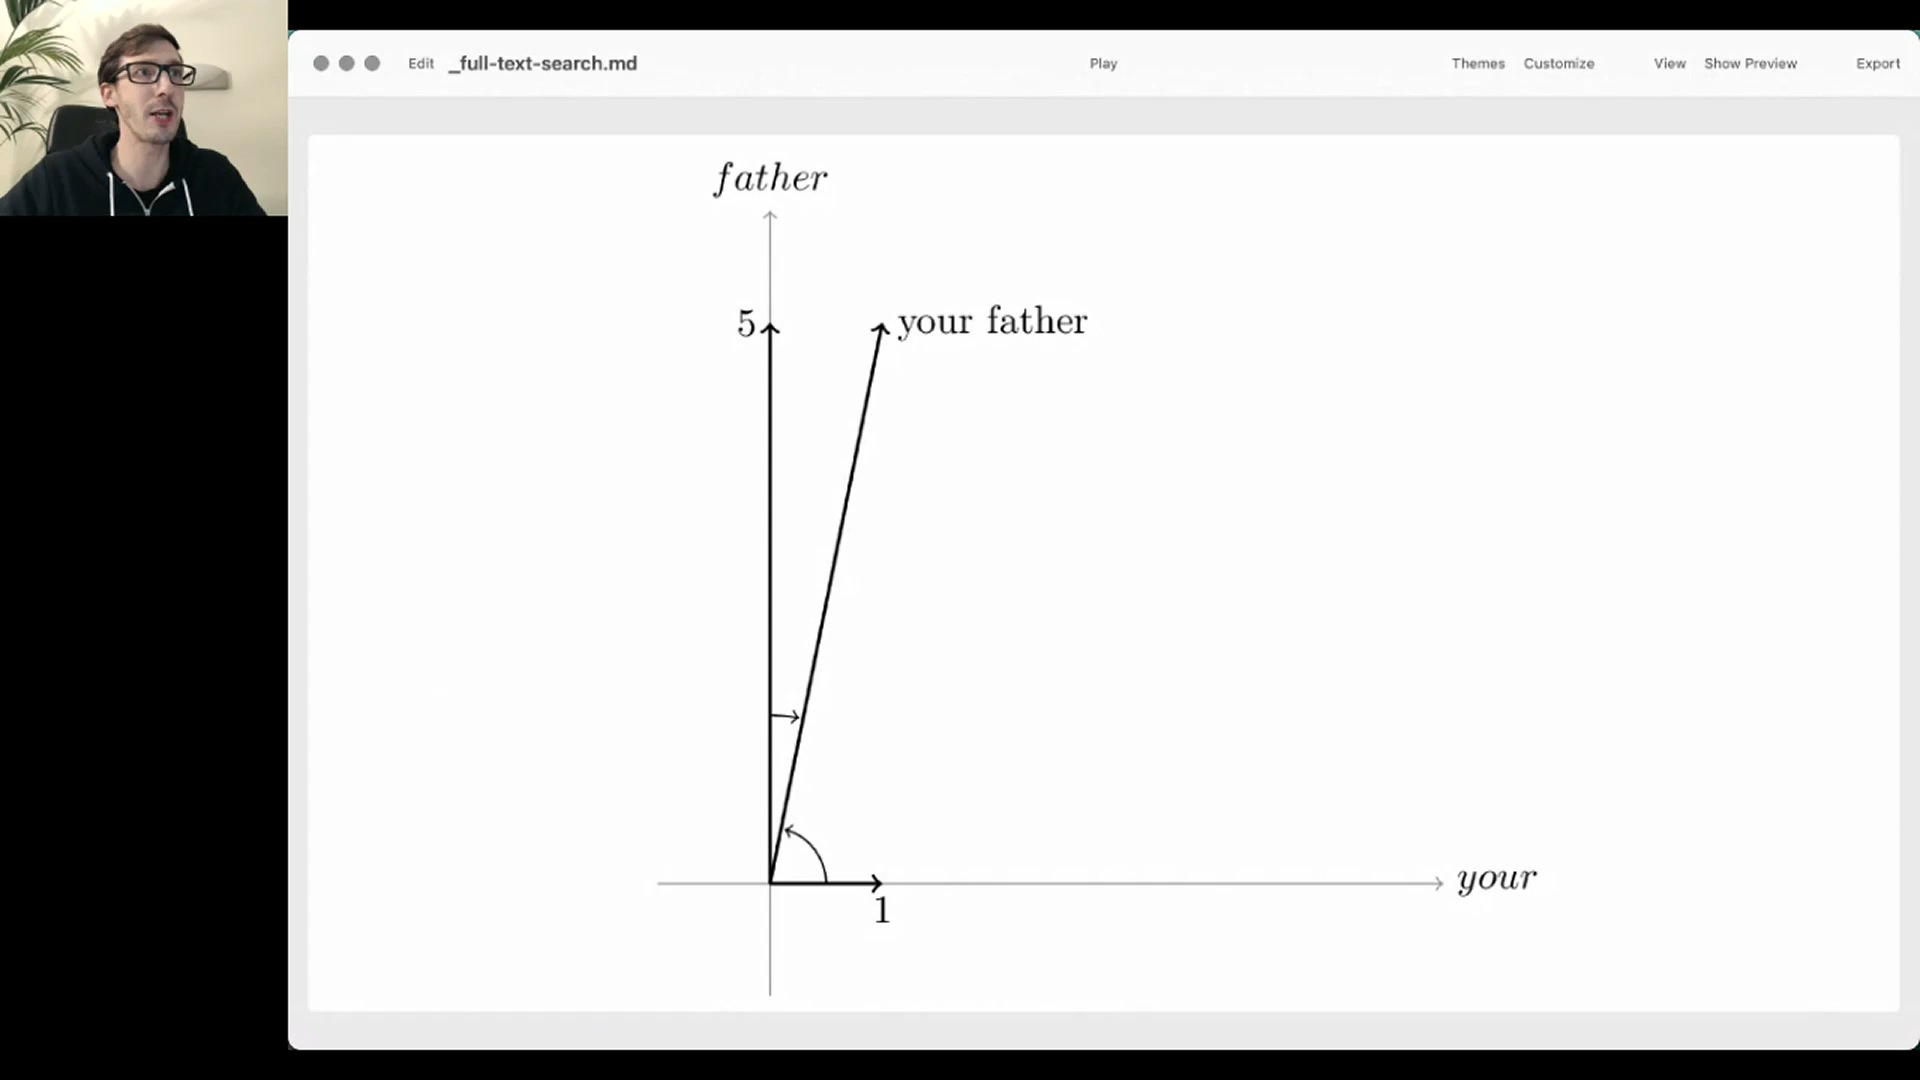 Edit _full-text-search.md Play Themes Customize View Show Preview Export
father
5 your father
your
1